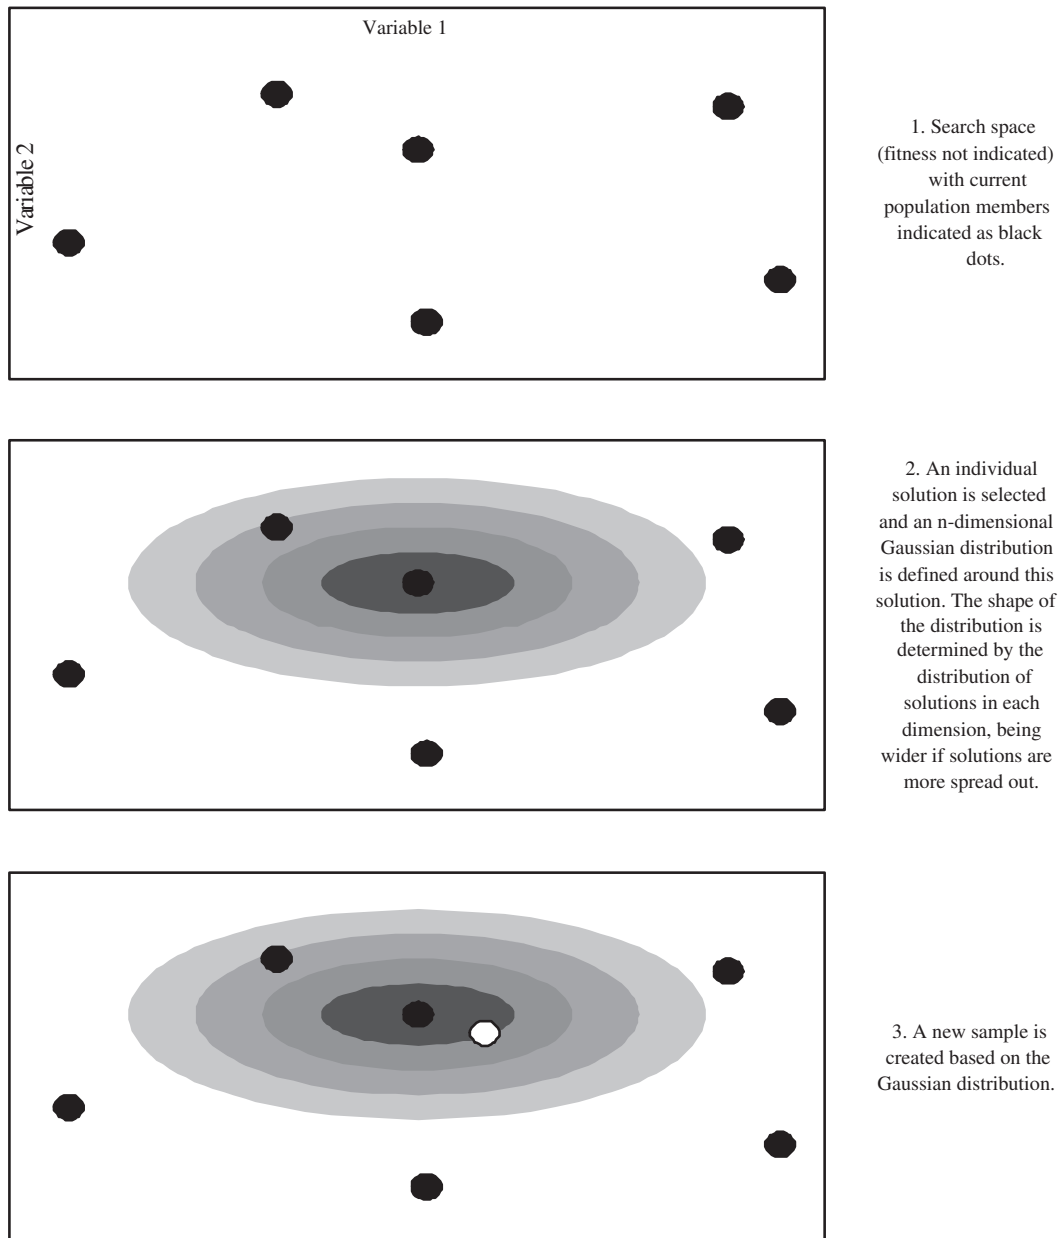 Variable 1
Variable 2
1. Search space
(fitness not indicated)
with current
population members
indicated as black
dots.
2. An individual
solution is selected
and an n-dimensional
Gaussian distribution
is defined around this
solution. The shape of
the distribution is
determined by the
distribution of
solutions in each
dimension, being
wider if solutions are
more spread out.
3. A new sample is
created based on the
Gaussian distribution.